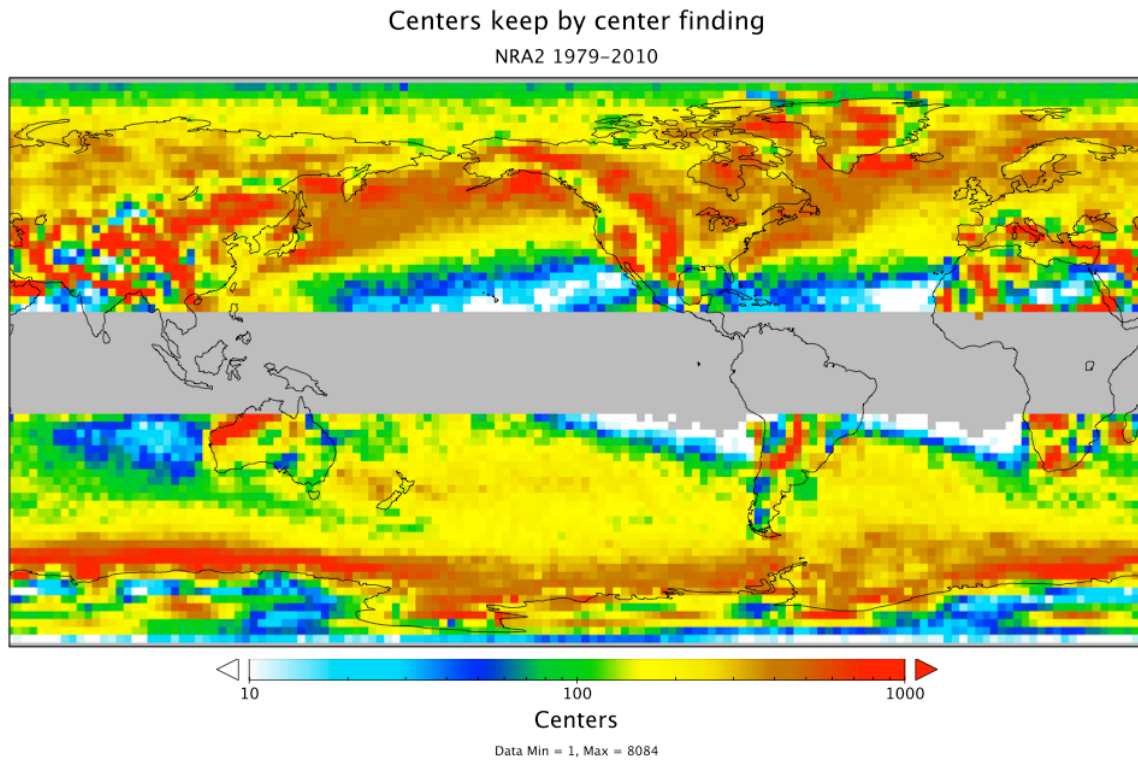 Centers keep by center finding
NRA2 1979–2010
10 100 1000
Centers
Data Min = 1, Max = 8084